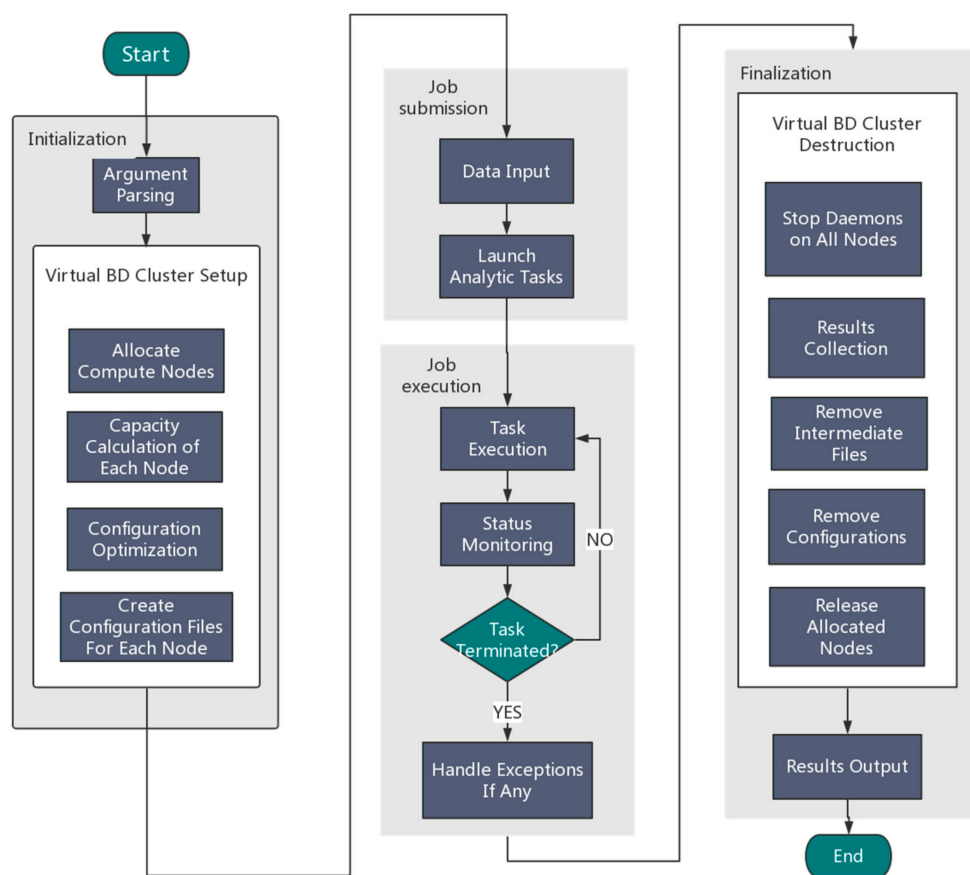 Start
Initialization
Argument
Parsing
Virtual BD Cluster Setup
Allocate
Compute Nodes
Capacity
Calculation of
Each Node
Configuration
Optimization
Create
Configuration Files
For Each Node
Job
submission
Data Input
Launch
Analytic Tasks
Job
execution
Task
Execution
Status
Monitoring
NO
Task
Terminated?
YES
Handle Exceptions
If Any
Finalization
Virtual BD Cluster
Destruction
Stop Daemons
on All Nodes
Results
Collection
Remove
Intermediate
Files
Remove
Configurations
Release
Allocated
Nodes
Results Output
End